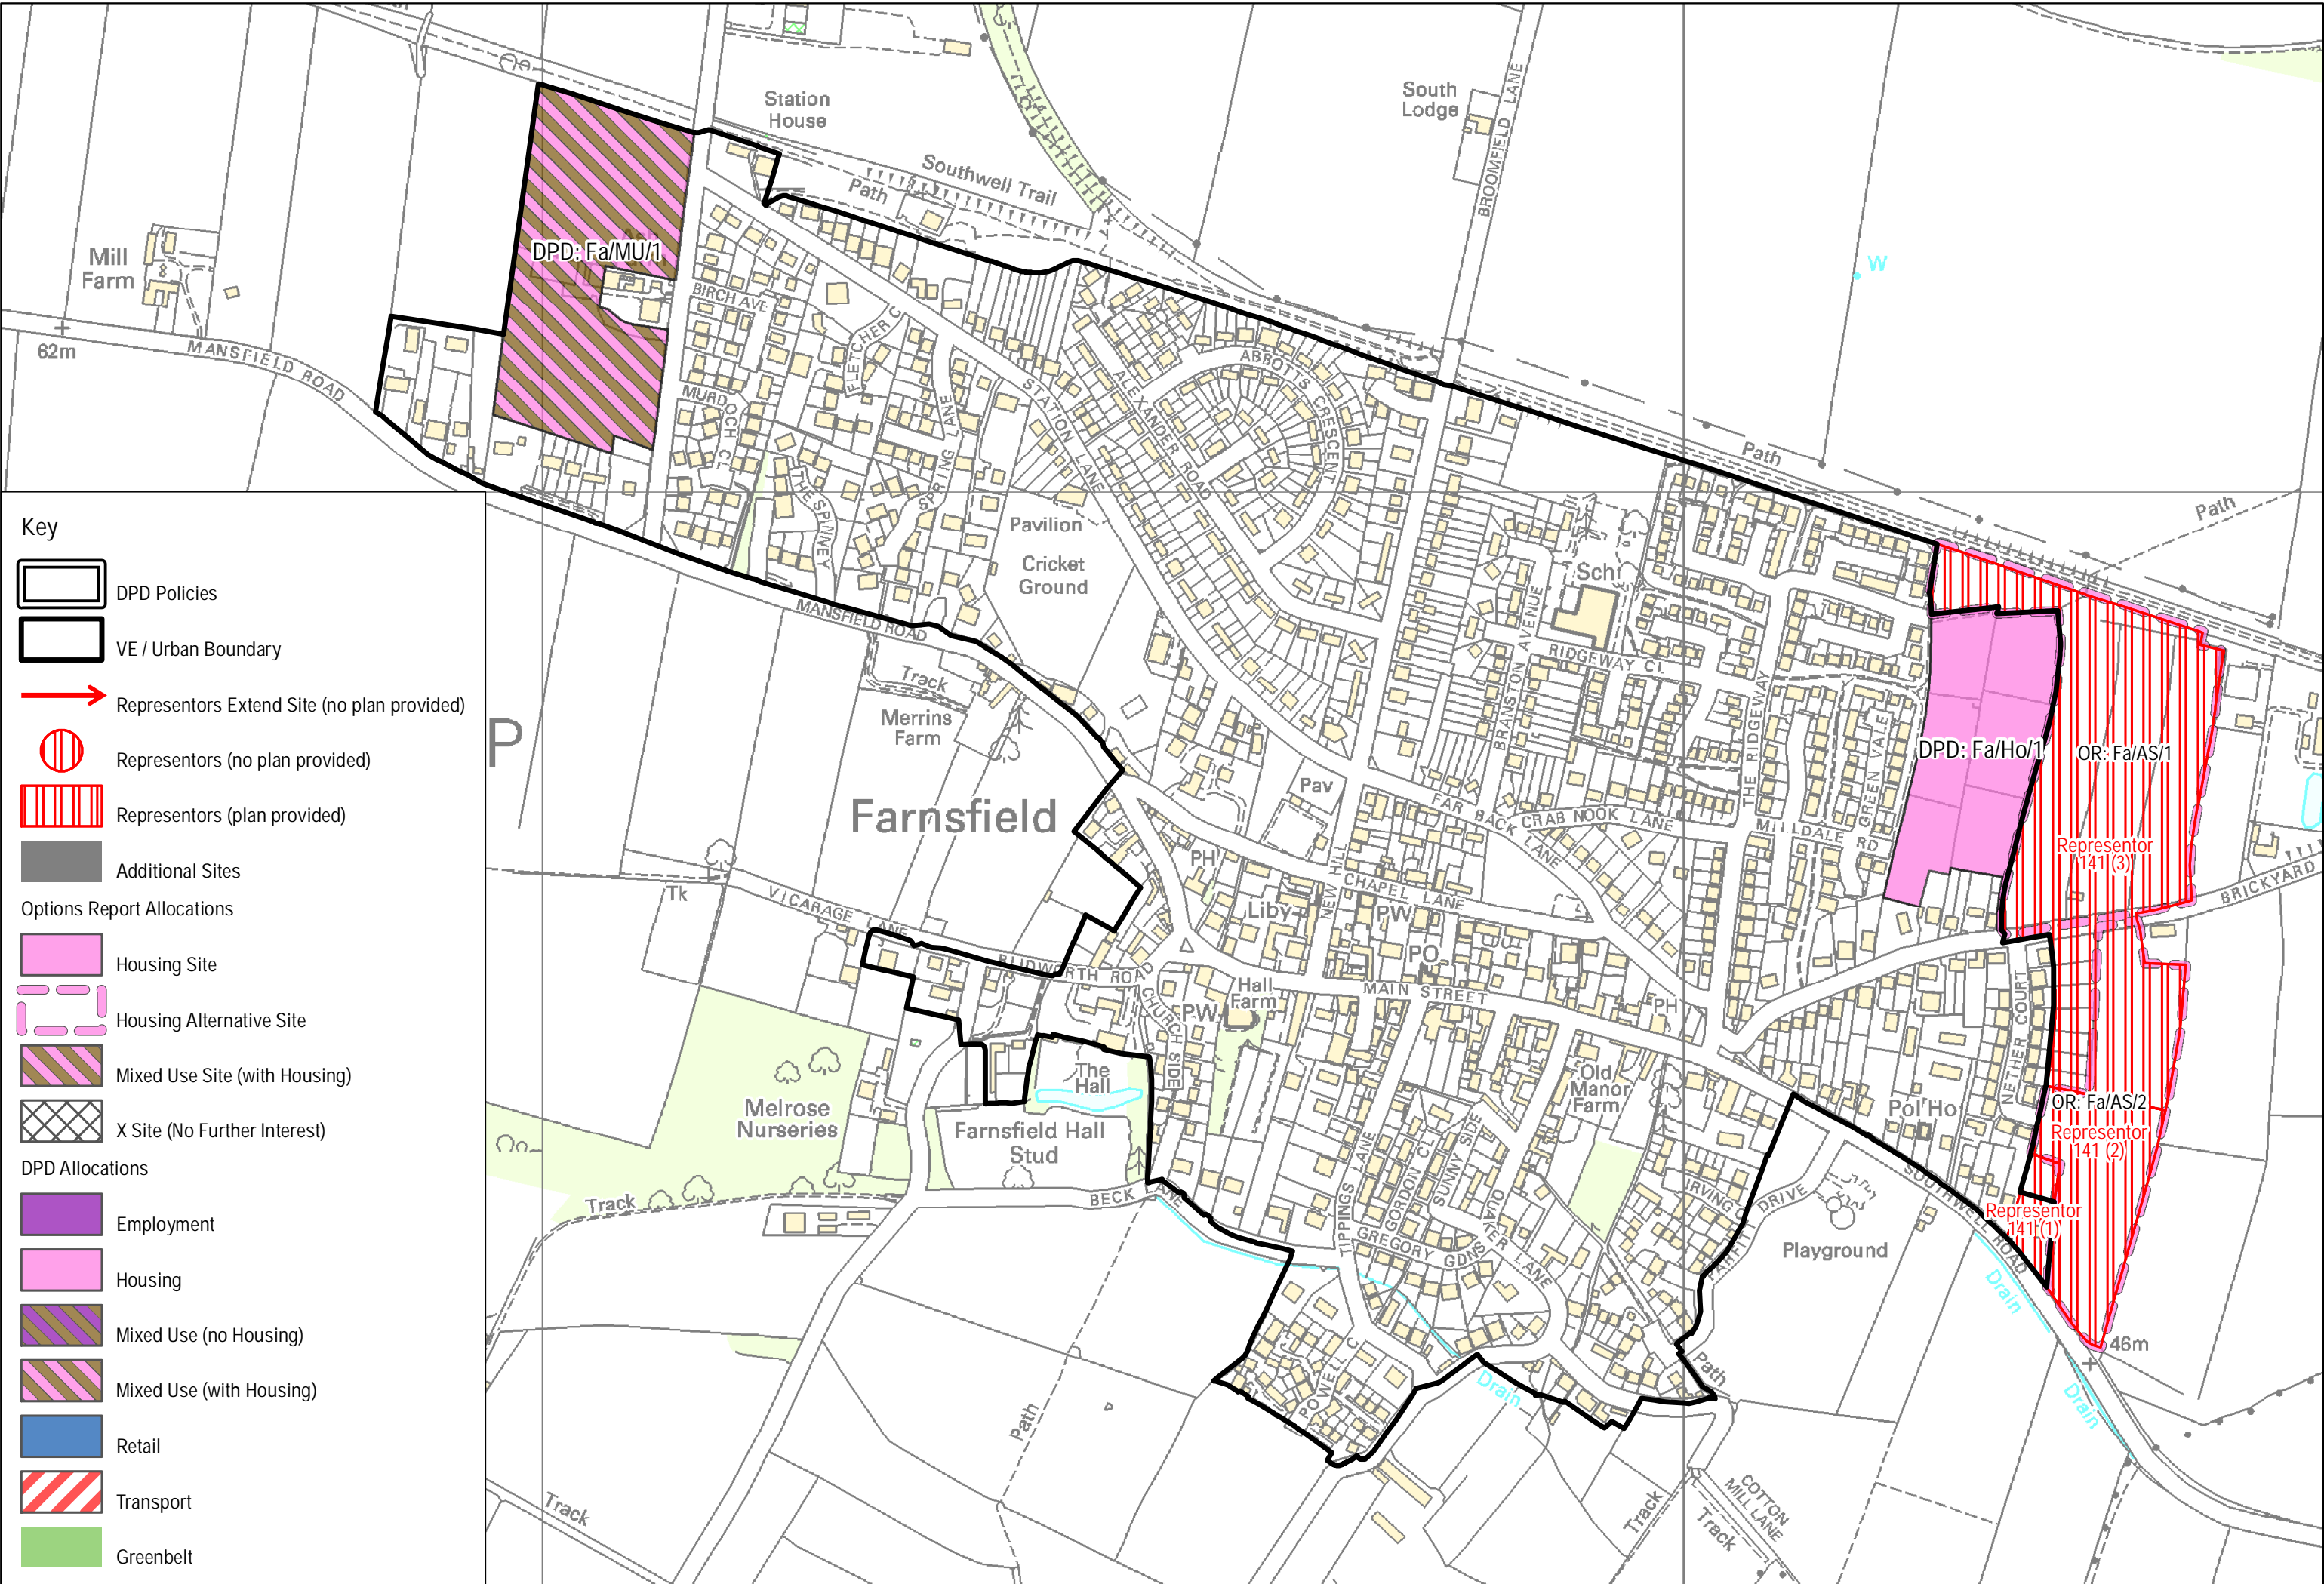 Station
House
South
Lodge
BROOMFIELD LANE
Southwell Trail
Path
W
DPD: Fa/MU/1
Mill
Farm
62m
MANSFIELD ROAD
BIRCH AVE
FLETCHER C
MURDOCH CL
SPRING LANE
THE SPINNEY
STATION LANE
ALEXANDER ROAD
ABBOTTS CRESCENT
Path
Path
Pavilion
Cricket
Ground
MANSFIELD ROAD
Track
Merrins
Farm
Farnsfield
P
Sch
BRANSTON AVENUE
RIDGEWAY CL
THE RIDGEWAY
GREEN VALE
DPD: Fa/Ho/1
OR: Fa/AS/1
Representor
141 (3)
Pav
FAR BACK LANE
CRAB NOOK LANE
MILLDALE RD
BRICKYARD
PH
NEW HILL
CHAPEL LANE
Liby
PW
PO
Tk
VICARAGE LANE
BLIDWORTH ROAD
CHURCH SIDE
PW
Hall
Farm
MAIN STREET
PH
The
Hall
Old
Manor
Farm
Pol Ho
NETHER COURT
OR: Fa/AS/2
Representor
141 (2)
Representor
141 (1)
Melrose
Nurseries
Farnsfield Hall
Stud
Track
BECK LANE
TIPPINGS LANE
GORDON CL
SUNNY SIDE
QUAKER LANE
GREGORY GDNS
IRVING C
PARFITT DRIVE
Playground
SOUTHWELL ROAD
Drain
46m
Drain
POWELL C
Drain
Path
Path
Track
Track
COTTON
MILL LANE
Track
Key
DPD Policies
VE / Urban Boundary
Representors Extend Site (no plan provided)
Representors (no plan provided)
Representors (plan provided)
Additional Sites
Options Report Allocations
Housing Site
Housing Alternative Site
Mixed Use Site (with Housing)
X Site (No Further Interest)
DPD Allocations
Employment
Housing
Mixed Use (no Housing)
Mixed Use (with Housing)
Retail
Transport
Greenbelt